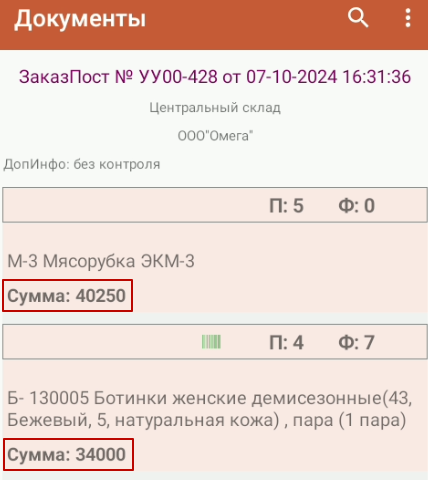 Документы
ЗаказПост № УУ00-428 от 07-10-2024 16:31:36
Центральный склад
ООО"Омега"
ДопИнфо: без контроля
П: 5 Ф: 0
М-3 Мясорубка ЭКМ-3
Сумма: 40250
П: 4 Ф: 7
Б- 130005 Ботинки женские демисезонные(43,
Бежевый, 5, натуральная кожа) , пара (1 пара)
Сумма: 34000